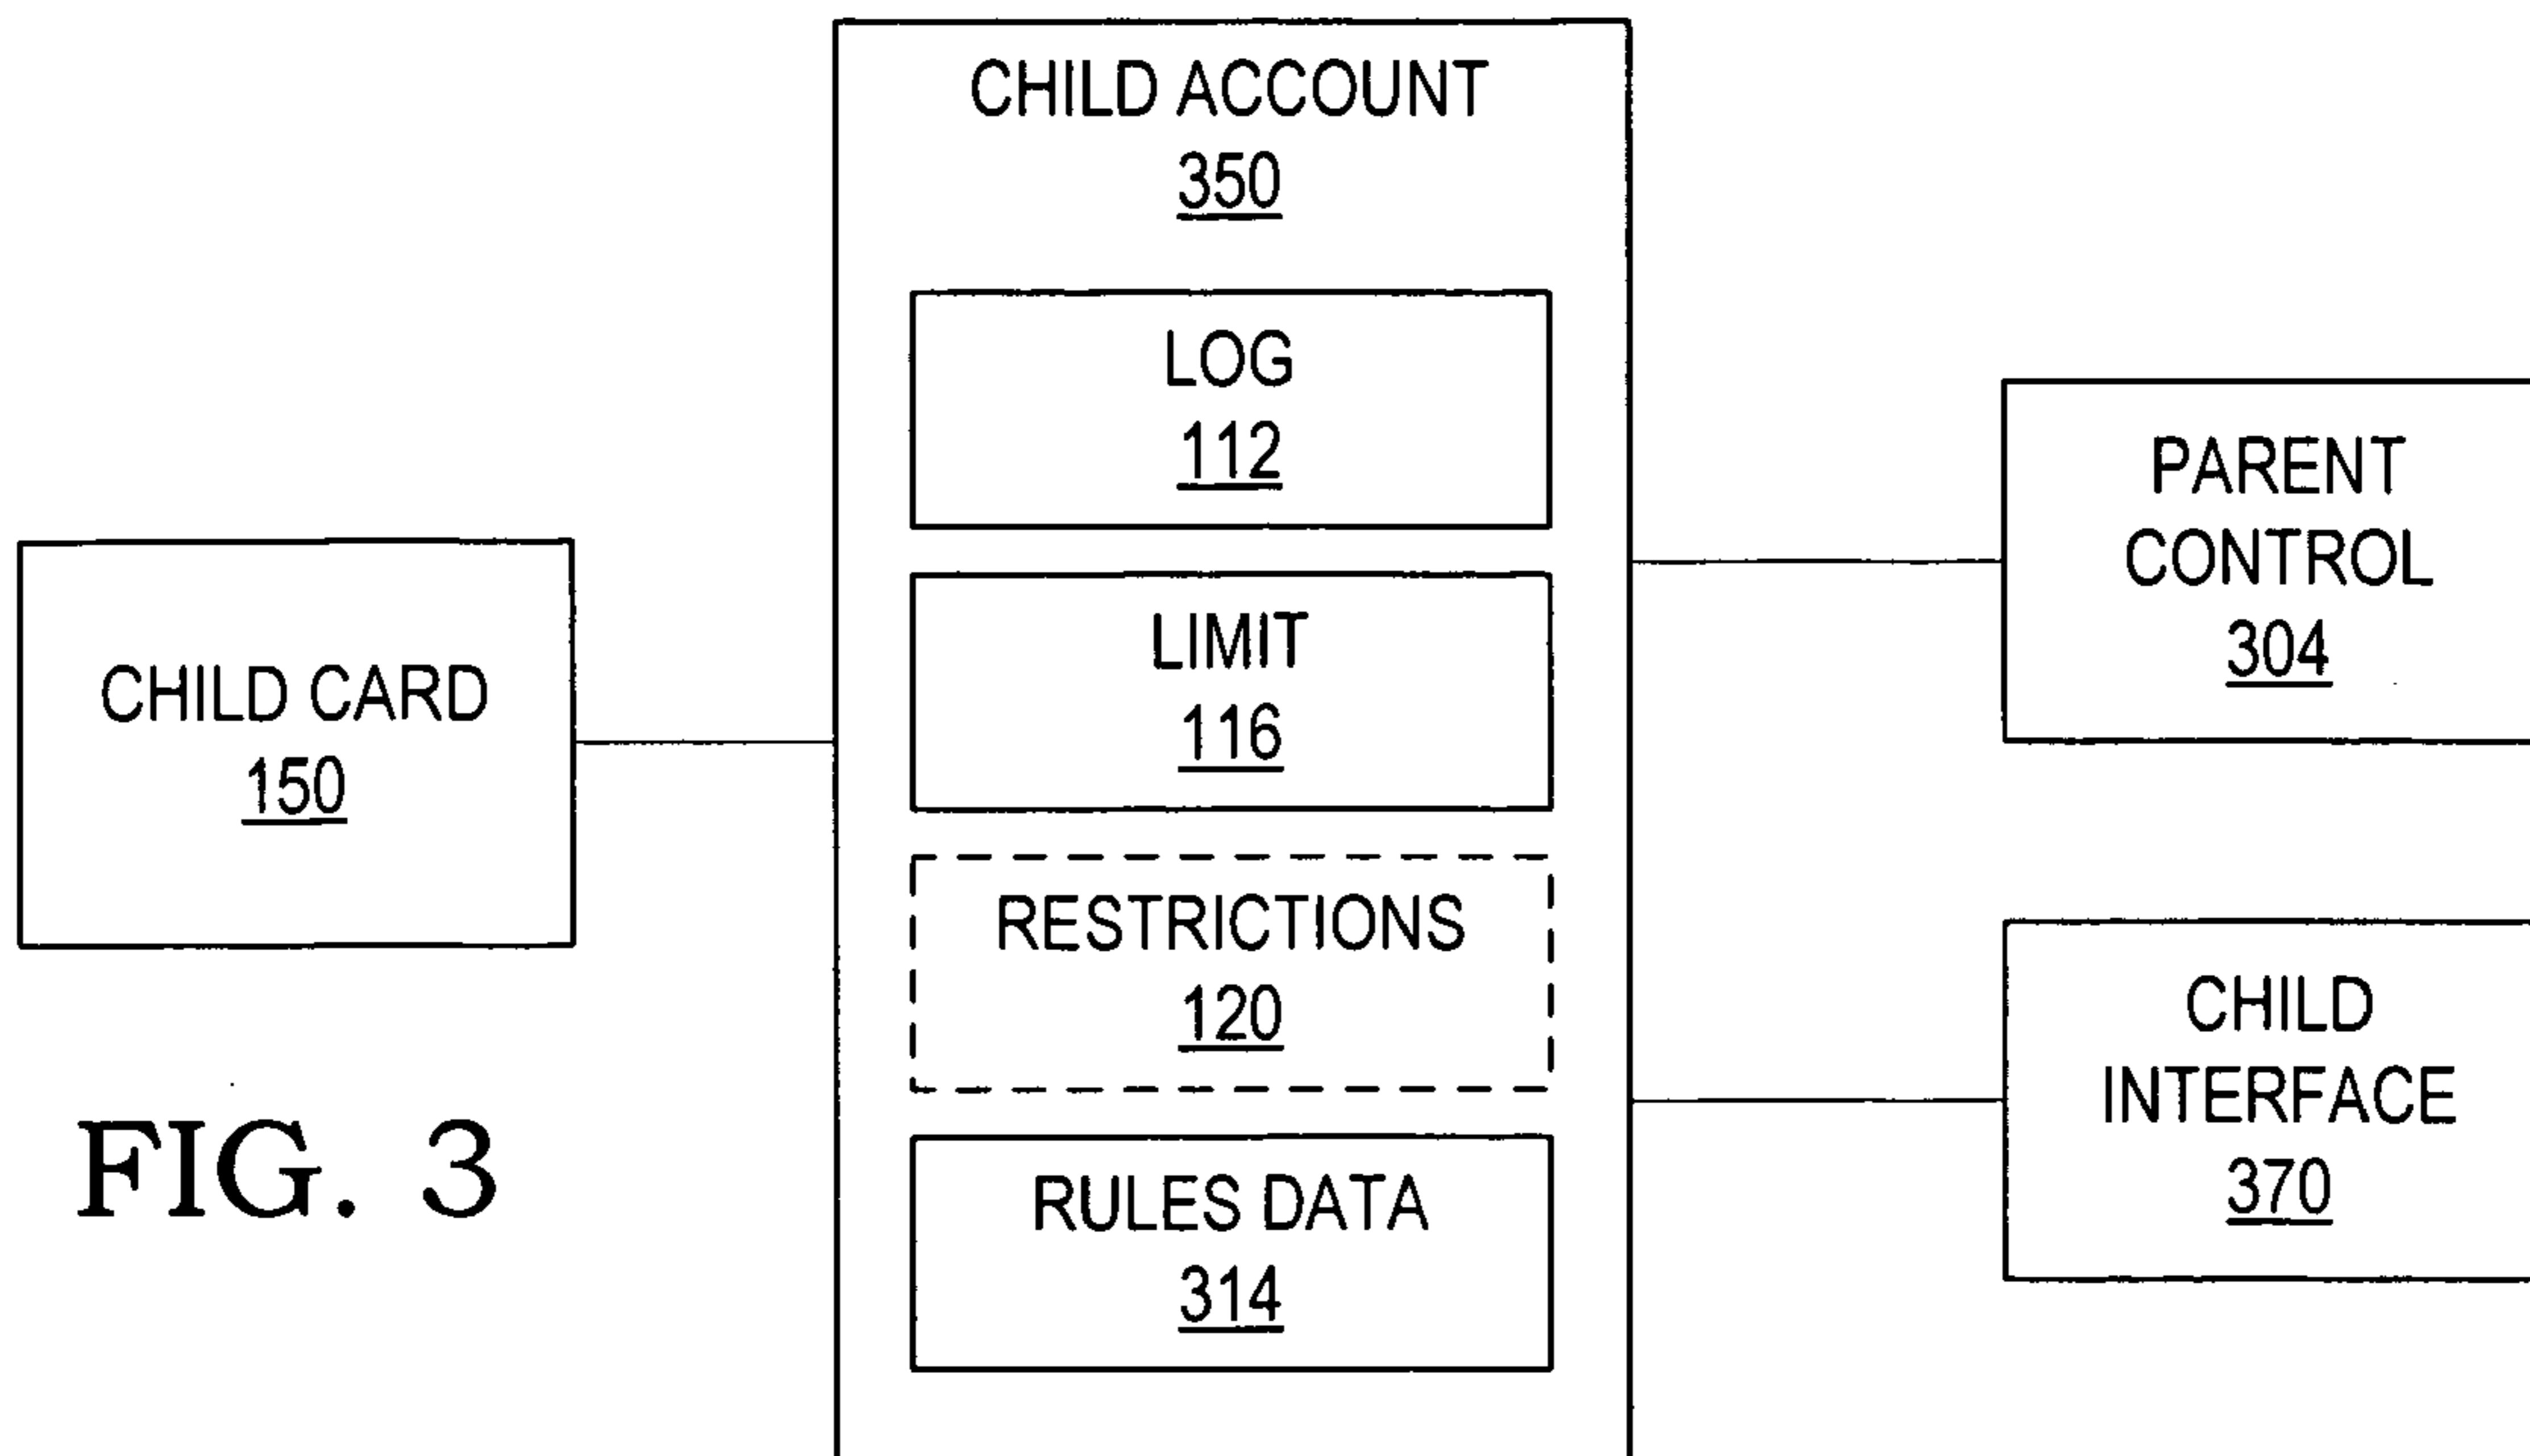 CHILD ACCOUNT
350
LOG
112
LIMIT
116
RESTRICTIONS
120
RULES DATA
314
CHILD CARD
150
PARENT
CONTROL
304
CHILD
INTERFACE
370
FIG. 3